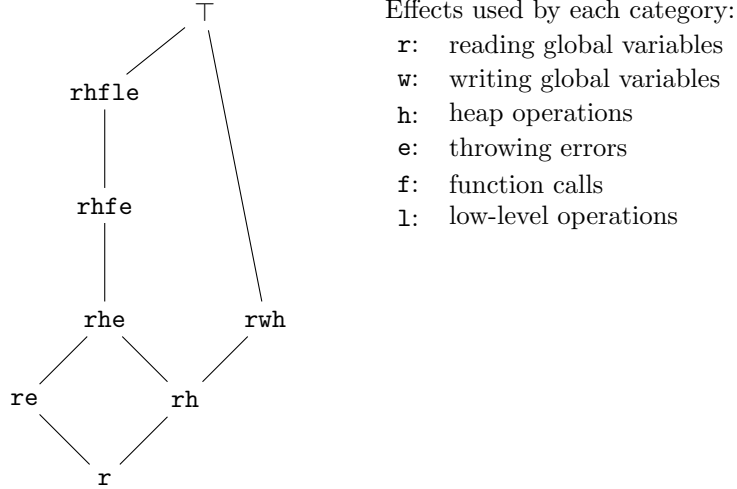 ⊤
rhfle
rhfe
rhe rwh
re rh
r
Effects used by each category:
r: reading global variables
w: writing global variables
h: heap operations
e: throwing errors
f: function calls
l: low-level operations